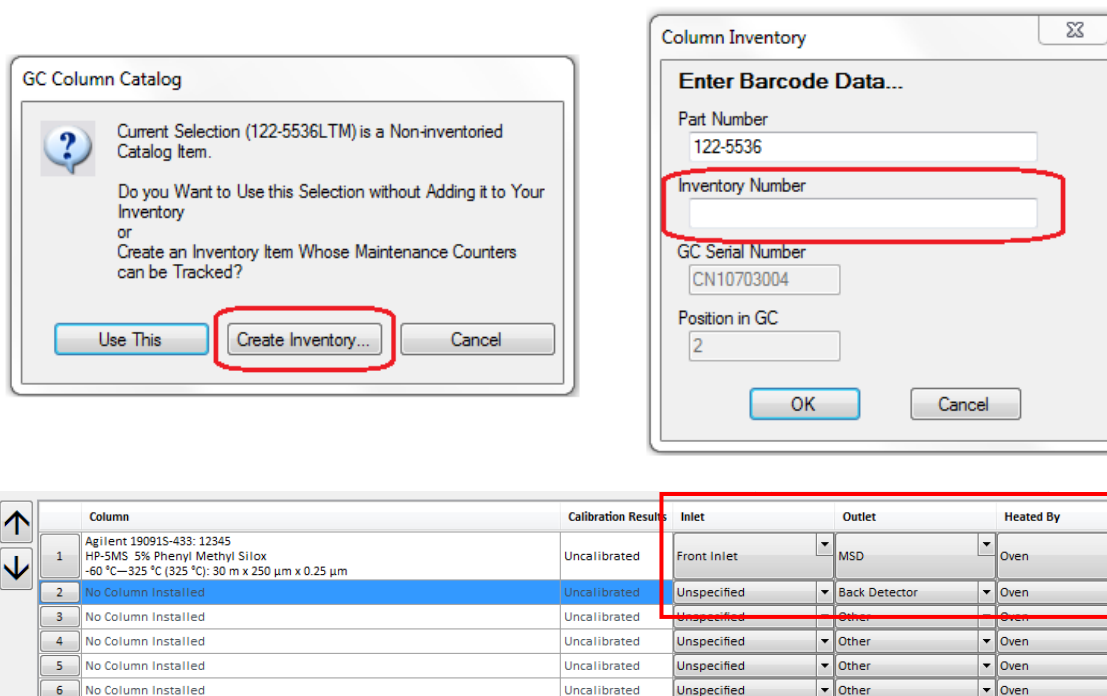 GC Column Catalog
Current Selection (122-5536LTM) is a Non-inventoried
Catalog Item.
Do you Want to Use this Selection without Adding it to Your
Inventory
or
Create an Inventory Item Whose Maintenance Counters
can be Tracked?
Use This Create Inventory... Cancel
Column Inventory
Enter Barcode Data...
Part Number
122-5536
Inventory Number
GC Serial Number
CN10703004
Position in GC
2
OK Cancel
Column Calibration Results Inlet Outlet Heated By
1 Agilent 19091S-433: 12345
HP-5MS 5% Phenyl Methyl Silox
-60 °C—325 °C (325 °C): 30 m x 250 µm x 0.25 µm
Uncalibrated Front Inlet MSD Oven
2 No Column Installed Uncalibrated Unspecified Back Detector Oven
3 No Column Installed Uncalibrated Unspecified Other Oven
4 No Column Installed Uncalibrated Unspecified Other Oven
5 No Column Installed Uncalibrated Unspecified Other Oven
6 No Column Installed Uncalibrated Unspecified Other Oven